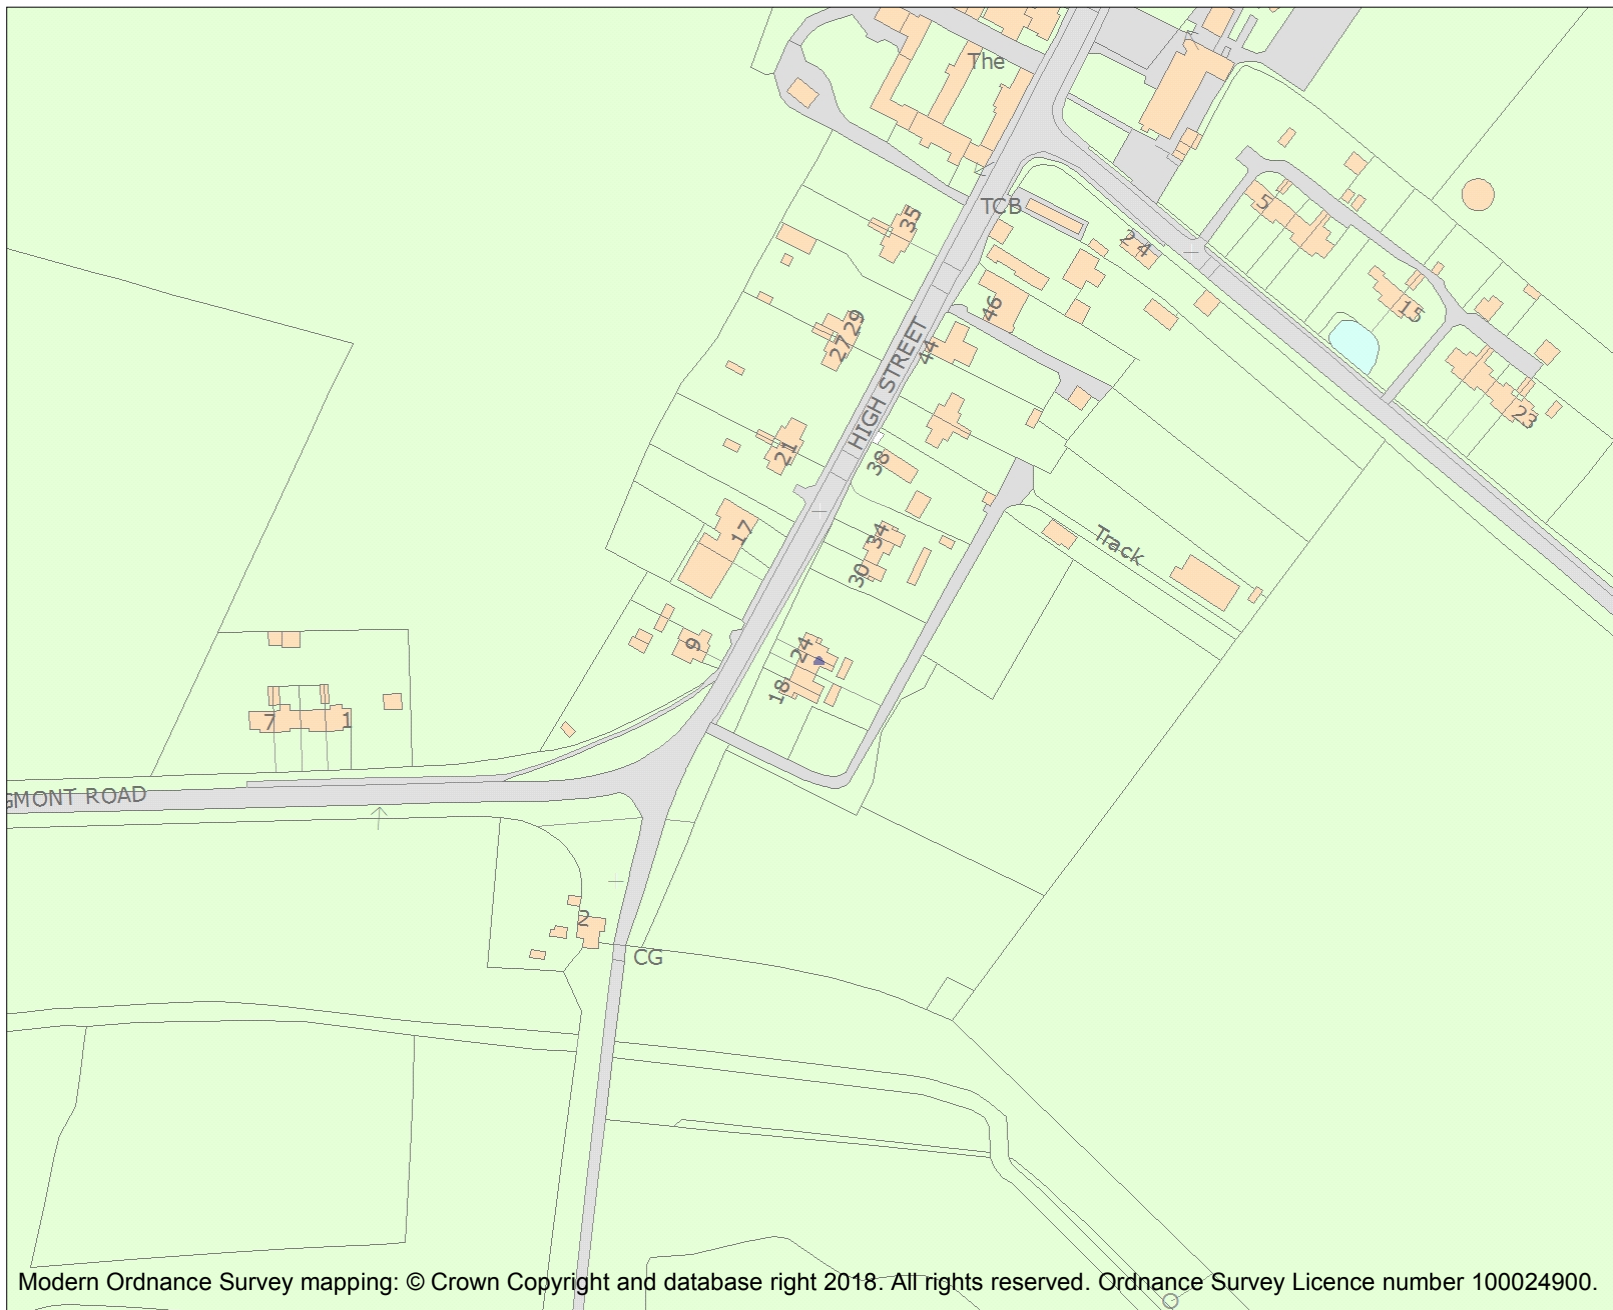 The
TCB
35
5
24
46
15
29
27
44
HIGH STREET
23
21
38
17
34
Track
30
9
24
18
7
1
GMONT ROAD
2
CG
Modern Ordnance Survey mapping: © Crown Copyright and database right 2018. All rights reserved. Ordnance Survey Licence number 100024900.